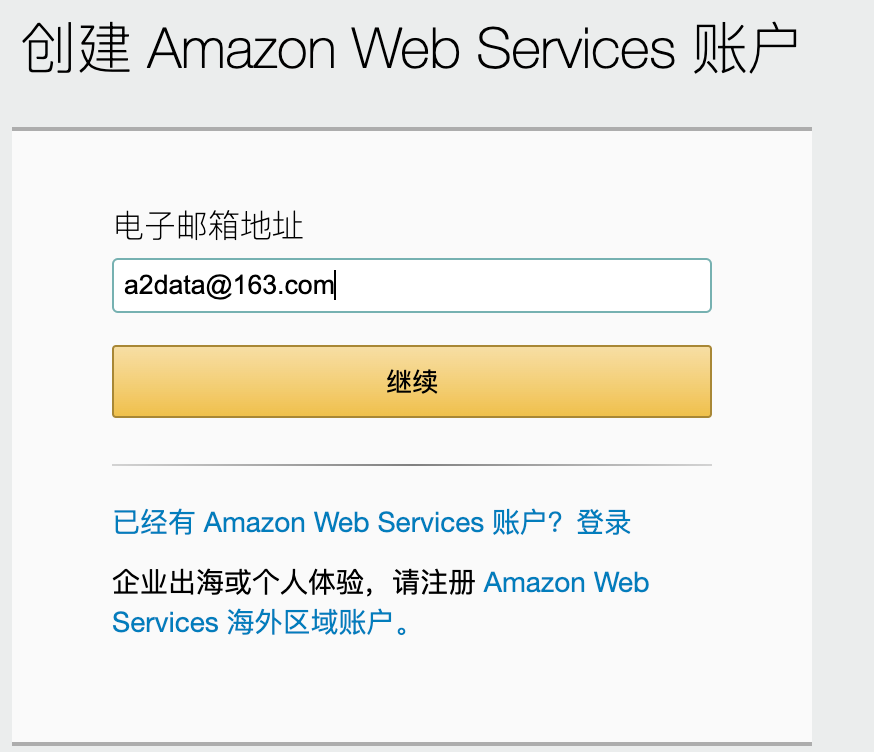 创建 Amazon Web Services 账户
电子邮箱地址
a2data@163.com
继续
已经有 Amazon Web Services 账户？登录
企业出海或个人体验，请注册 Amazon Web
Services 海外区域账户。